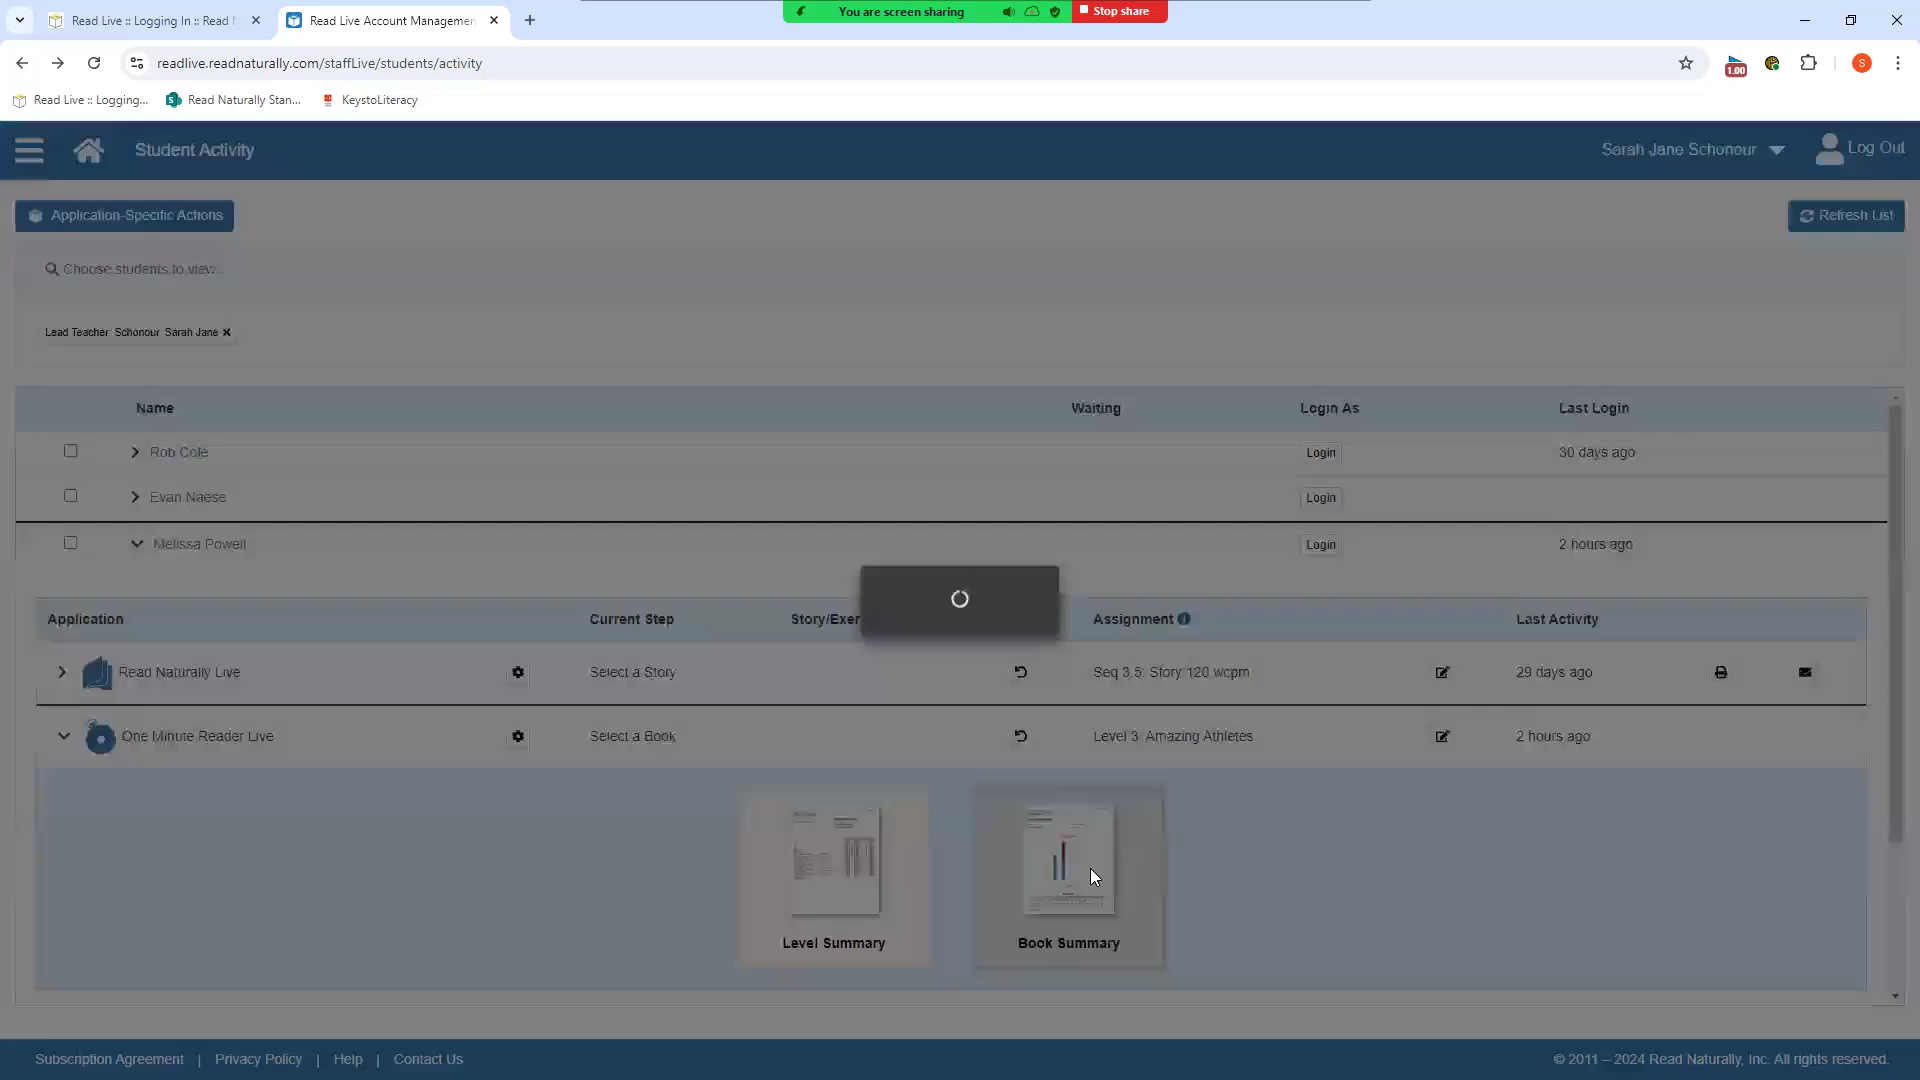 Read Live :: Logging In :: Read N
Read Live Account Managemen
You are screen sharing
Stop share
readlive.readnaturally.com/staffLive/students/activity
1.00
S
Read Live :: Logging...
Read Naturally Stan...
KeystoLiteracy
Student Activity
Sarah Jane Schonour
Log Out
Application-Specific Actions
Refresh List
Choose students to view...
Lead Teacher: Schonour, Sarah Jane
Name Waiting Login As Last Login
Rob Cole Login 30 days ago
Evan Naese Login
Melissa Powell Login 2 hours ago
Application Current Step Story/Exer Assignment Last Activity
Read Naturally Live Select a Story Seq 3.5: Story:120 wcpm 29 days ago
One Minute Reader Live Select a Book Level 3: Amazing Athletes 2 hours ago
Level Summary Book Summary
Subscription Agreement | Privacy Policy | Help | Contact Us
© 2011 – 2024 Read Naturally, Inc. All rights reserved.